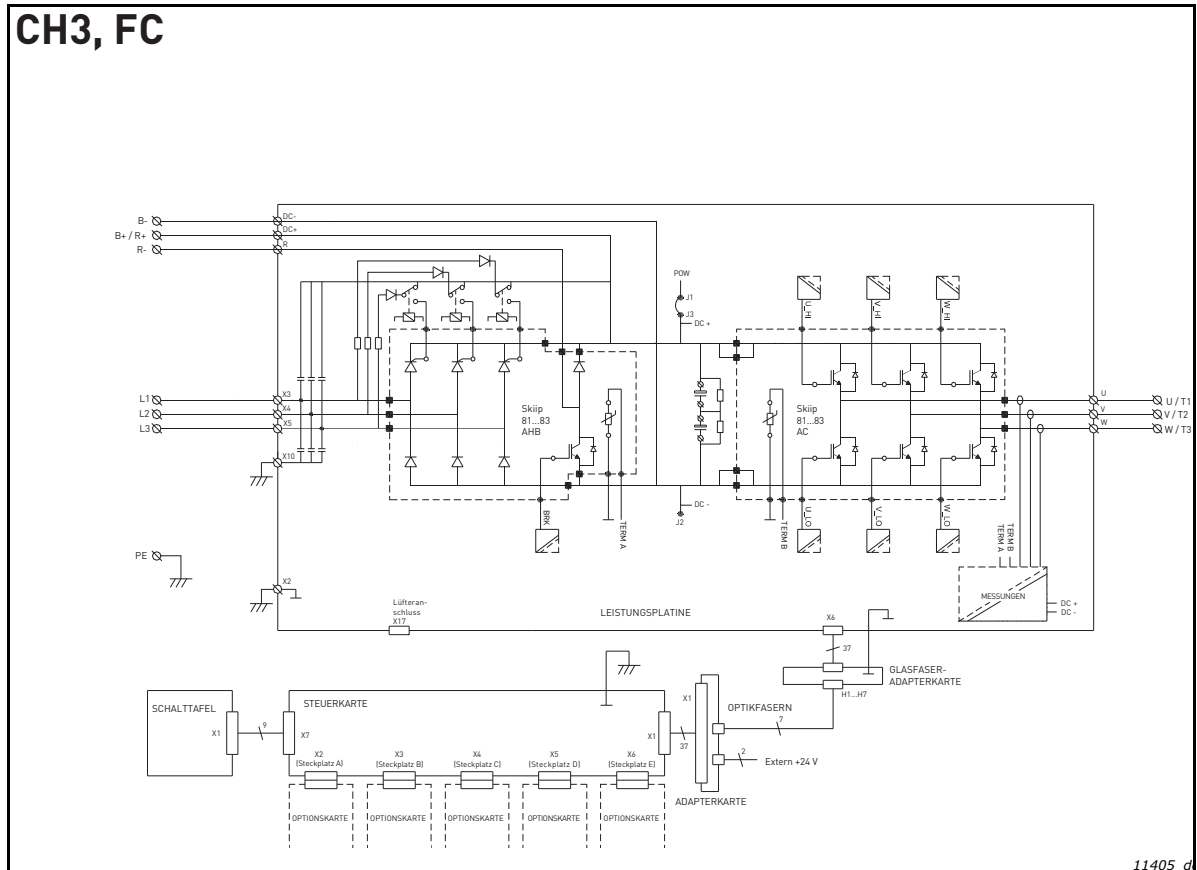 CH3, FC
B-
DC-
B+ / R+
DC+
R-
R
POW
J1
J3
DC +
U_HI
V_HI
W_HI
L1
X3
L2
X4
L3
X5
X10
Skiip
81...83
AHB
Skiip
81...83
AC
U
U / T1
V
V / T2
W
W / T3
BRK
TERM A
DC -
J2
TERM B
U_LO
V_LO
W_LO
TERM A
TERM B
PE
X2
MESSUNGEN
DC +
DC -
Lüfteran-
schluss
X17
LEISTUNGSPLATINE
X6
37
GLASFASER-
ADAPTERKARTE
H1...H7
SCHALTTAFEL
X1
9
STEUERKARTE
X7
X1
37
X1
OPTIKFASERN
7
2
Extern +24 V
ADAPTERKARTE
X2
(Steckplatz A)
X3
(Steckplatz B)
X4
(Steckplatz C)
X5
(Steckplatz D)
X6
(Steckplatz E)
OPTIONSKARTE
OPTIONSKARTE
OPTIONSKARTE
OPTIONSKARTE
OPTIONSKARTE